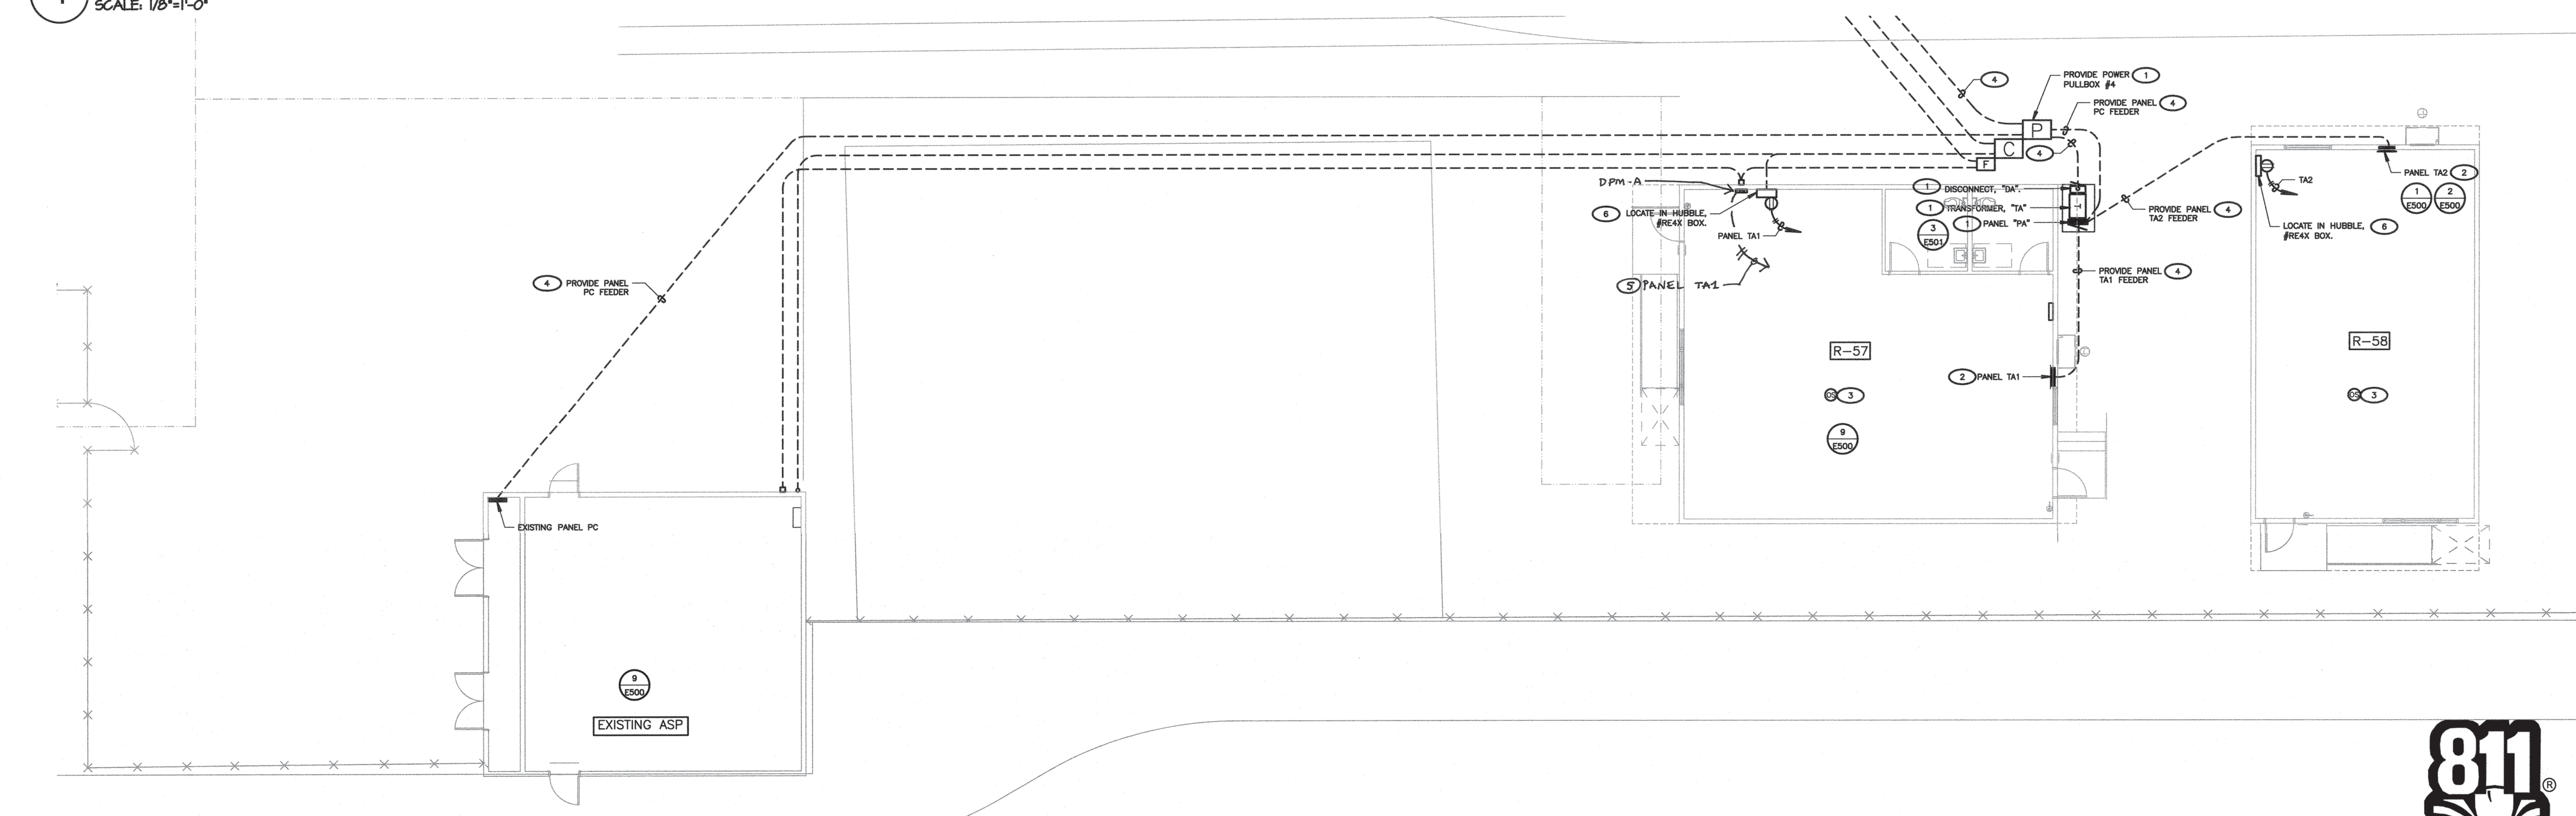 1
SCALE: 1/8"=1'-0"
4
PROVIDE POWER 1
PULLBOX #4
PROVIDE PANEL 4
PC FEEDER
P
C
4
F
DPM-A
6 LOCATE IN HUBBLE,
#RE4X BOX.
PANEL TA1
5 PANEL TA1
1 DISCONNECT, "DA".
1 TRANSFORMER, "TA"
1 PANEL "PA"
T
3
E501
PROVIDE PANEL 4
TA2 FEEDER
PROVIDE PANEL 4
TA1 FEEDER
TA2
PANEL TA2 2
1
E500
2
E500
LOCATE IN HUBBLE, 6
#RE4X BOX.
4 PROVIDE PANEL
PC FEEDER
R-57
2 PANEL TA1
OS 3
9
E500
R-58
OS 3
EXISTING PANEL PC
9
E500
EXISTING ASP
811
®